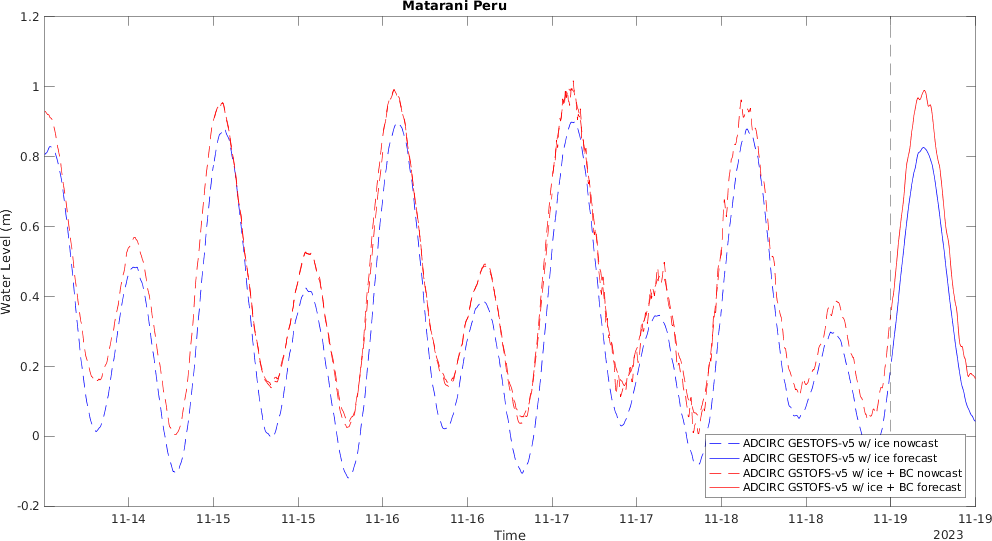 Matarani Peru
1.2
1
0.8
0.6
0.4
0.2
0
-0.2
Water Level (m)
11-14
11-15
11-15
11-16
11-16
11-17
11-17
11-18
11-18
11-19
11-19
Time
2023
ADCIRC GESTOFS-v5 w/ ice nowcast
ADCIRC GESTOFS-v5 w/ ice forecast
ADCIRC GSTOFS-v5 w/ ice + BC nowcast
ADCIRC GSTOFS-v5 w/ ice + BC forecast